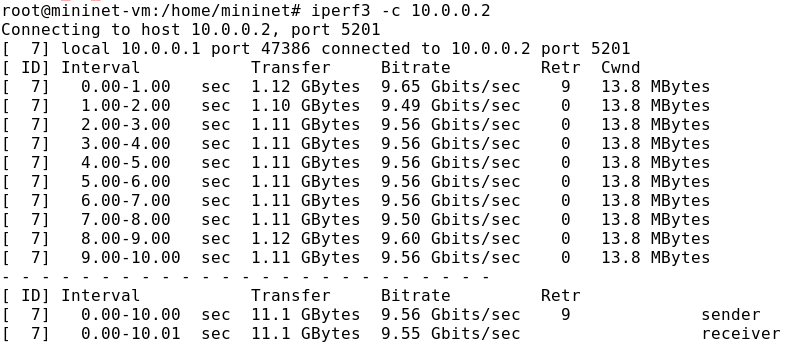 root@mininet-vm:/home/mininet# iperf3 -c 10.0.0.2
Connecting to host 10.0.0.2, port 5201
[  7] local 10.0.0.1 port 47386 connected to 10.0.0.2 port 5201
[ ID] Interval           Transfer     Bitrate         Retr  Cwnd
[  7]   0.00-1.00   sec  1.12 GBytes  9.65 Gbits/sec    9   13.8 MBytes
[  7]   1.00-2.00   sec  1.10 GBytes  9.49 Gbits/sec    0   13.8 MBytes
[  7]   2.00-3.00   sec  1.11 GBytes  9.56 Gbits/sec    0   13.8 MBytes
[  7]   3.00-4.00   sec  1.11 GBytes  9.56 Gbits/sec    0   13.8 MBytes
[  7]   4.00-5.00   sec  1.11 GBytes  9.56 Gbits/sec    0   13.8 MBytes
[  7]   5.00-6.00   sec  1.11 GBytes  9.56 Gbits/sec    0   13.8 MBytes
[  7]   6.00-7.00   sec  1.11 GBytes  9.56 Gbits/sec    0   13.8 MBytes
[  7]   7.00-8.00   sec  1.11 GBytes  9.50 Gbits/sec    0   13.8 MBytes
[  7]   8.00-9.00   sec  1.12 GBytes  9.60 Gbits/sec    0   13.8 MBytes
[  7]   9.00-10.00  sec  1.11 GBytes  9.56 Gbits/sec    0   13.8 MBytes
- - - - - - - - - - - - - - - - - - - - - - - - -
[ ID] Interval           Transfer     Bitrate         Retr
[  7]   0.00-10.00  sec  11.1 GBytes  9.56 Gbits/sec    9             sender
[  7]   0.00-10.01  sec  11.1 GBytes  9.55 Gbits/sec                  receiver